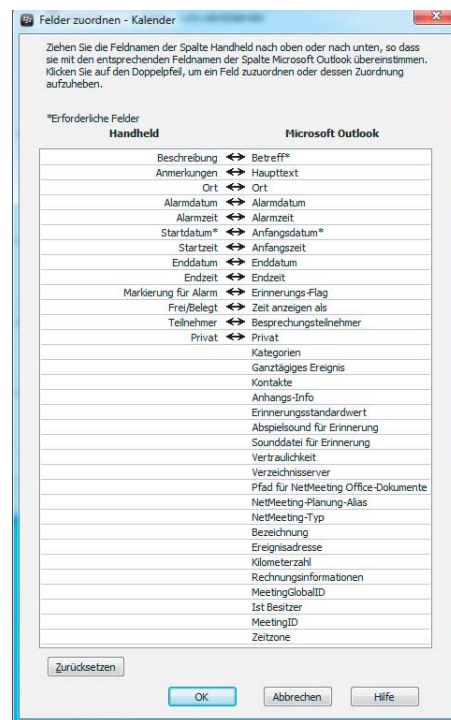 Felder zuordnen - Kalender
Ziehen Sie die Feldnamen der Spalte Handheld nach oben oder nach unten, so dass
sie mit den entsprechenden Feldnamen der Spalte Microsoft Outlook übereinstimmen.
Klicken Sie auf den Doppelpfeil, um ein Feld zuzuordnen oder dessen Zuordnung
aufzuheben.
*Erforderliche Felder
Handheld Microsoft Outlook
Beschreibung ↔ Betreff*
Anmerkungen ↔ Haupttext
Ort ↔ Ort
Alarmdatum ↔ Alarmdatum
Alarmzeit ↔ Alarmzeit
Startdatum* ↔ Anfangsdatum*
Startzeit ↔ Anfangszeit
Enddatum ↔ Enddatum
Endzeit ↔ Endzeit
Markierung für Alarm ↔ Erinnerungs-Flag
Frei/Belegt ↔ Zeit anzeigen als
Teilnehmer ↔ Besprechungsteilnehmer
Privat ↔ Privat
Kategorien
Ganztägiges Ereignis
Kontakte
Anhangs-Info
Erinnerungsstandardwert
Abspielsound für Erinnerung
Sounddatei für Erinnerung
Vertraulichkeit
Verzeichnisserver
Pfad für NetMeeting Office-Dokumente
NetMeeting-Planung-Alias
NetMeeting-Typ
Bezeichnung
Ereignisadresse
Kilometerzahl
Rechnungsinformationen
MeetingGlobalID
Ist Besitzer
MeetingID
Zeitzone
Zurücksetzen
OK Abbrechen Hilfe